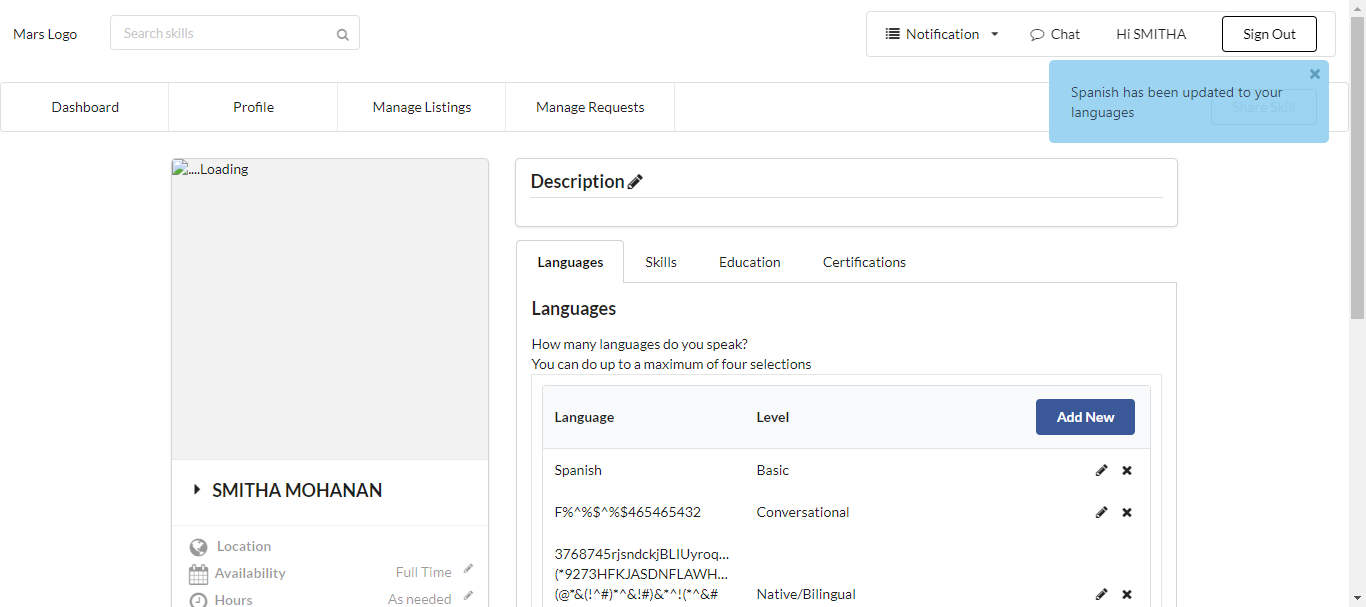 Mars Logo
Search skills
Notification
Chat
Hi SMITHA
Sign Out
Spanish has been updated to your
languages
Share Skill
Dashboard
Profile
Manage Listings
Manage Requests
....Loading
Description
Languages
Skills
Education
Certifications
Languages
How many languages do you speak?
You can do up to a maximum of four selections
Language
Level
Add New
Spanish
Basic
F%^%$^%$465465432
Conversational
3768745rjsndckjBLIUyroq...
(*9273HFKJASDNFLAWH...
(@*&(!^#)*^&!#)&*^!(*^&#
Native/Bilingual
SMITHA MOHANAN
Location
Availability
Full Time
Hours
As needed